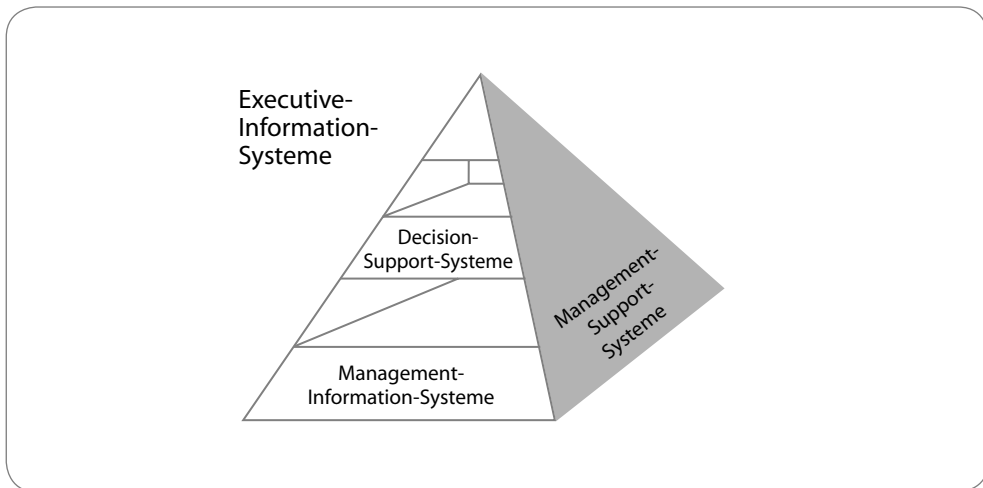 Executive-
Information-
Systeme
Decision-
Support-Systeme
Management-
Support-
Systeme
Management-
Information-Systeme